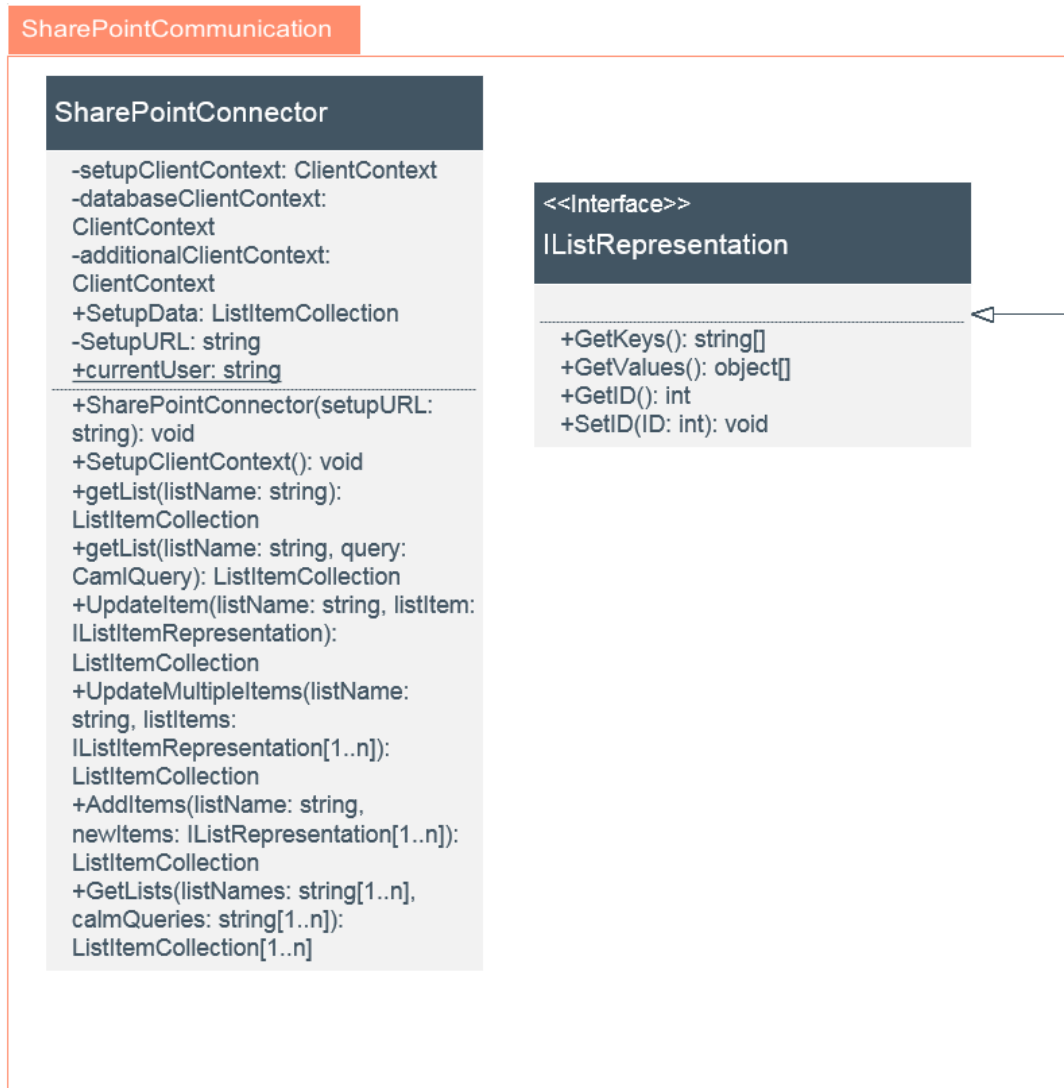 SharePointCommunication
SharePointConnector
-setupClientContext: ClientContext
-databaseClientContext:
ClientContext
-additionalClientContext:
ClientContext
+SetupData: ListItemCollection
-SetupURL: string
+currentUser: string
+SharePointConnector(setupURL:
string): void
+SetupClientContext(): void
+getList(listName: string):
ListItemCollection
+getList(listName: string, query:
CamlQuery): ListItemCollection
+UpdateItem(listName: string, listItem:
IListItemRepresentation):
ListItemCollection
+UpdateMultipleItems(listName:
string, listItems:
IListItemRepresentation[1..n]):
ListItemCollection
+AddItems(listName: string,
newItems: IListRepresentation[1..n]):
ListItemCollection
+GetLists(listNames: string[1..n],
calmQueries: string[1..n]):
ListItemCollection[1..n]
<<Interface>>
IListRepresentation
+GetKeys(): string[]
+GetValues(): object[]
+GetID(): int
+SetID(ID: int): void